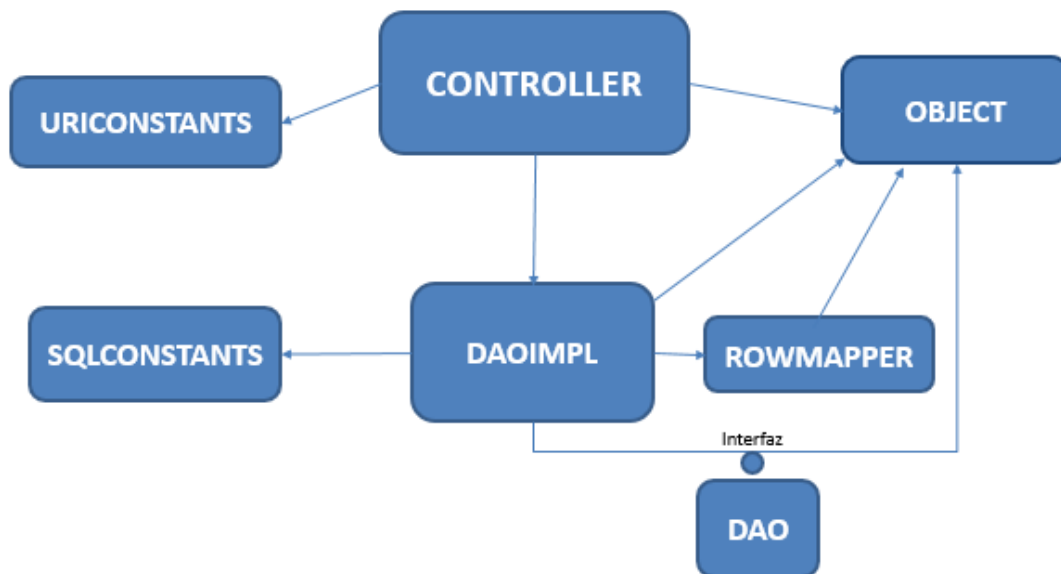 CONTROLLER
URICONSTANTS
OBJECT
SQLCONSTANTS
DAOIMPL
ROWMAPPER
Interfaz
DAO